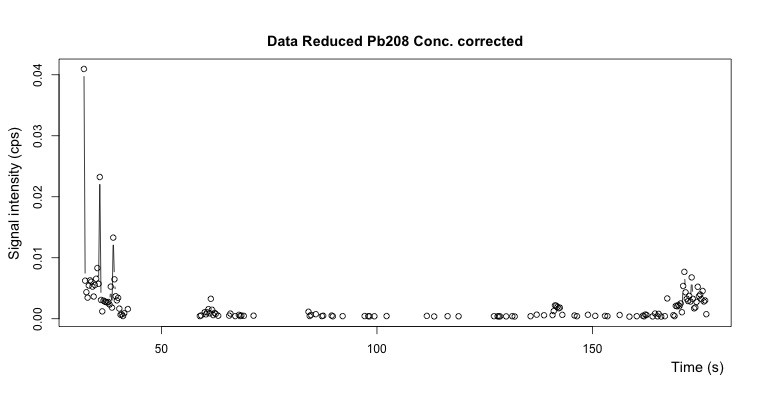 Data Reduced Pb208 Conc. corrected
Signal intensity (cps)
0.04
0.03
0.02
0.01
0.00
50
100
150
Time (s)